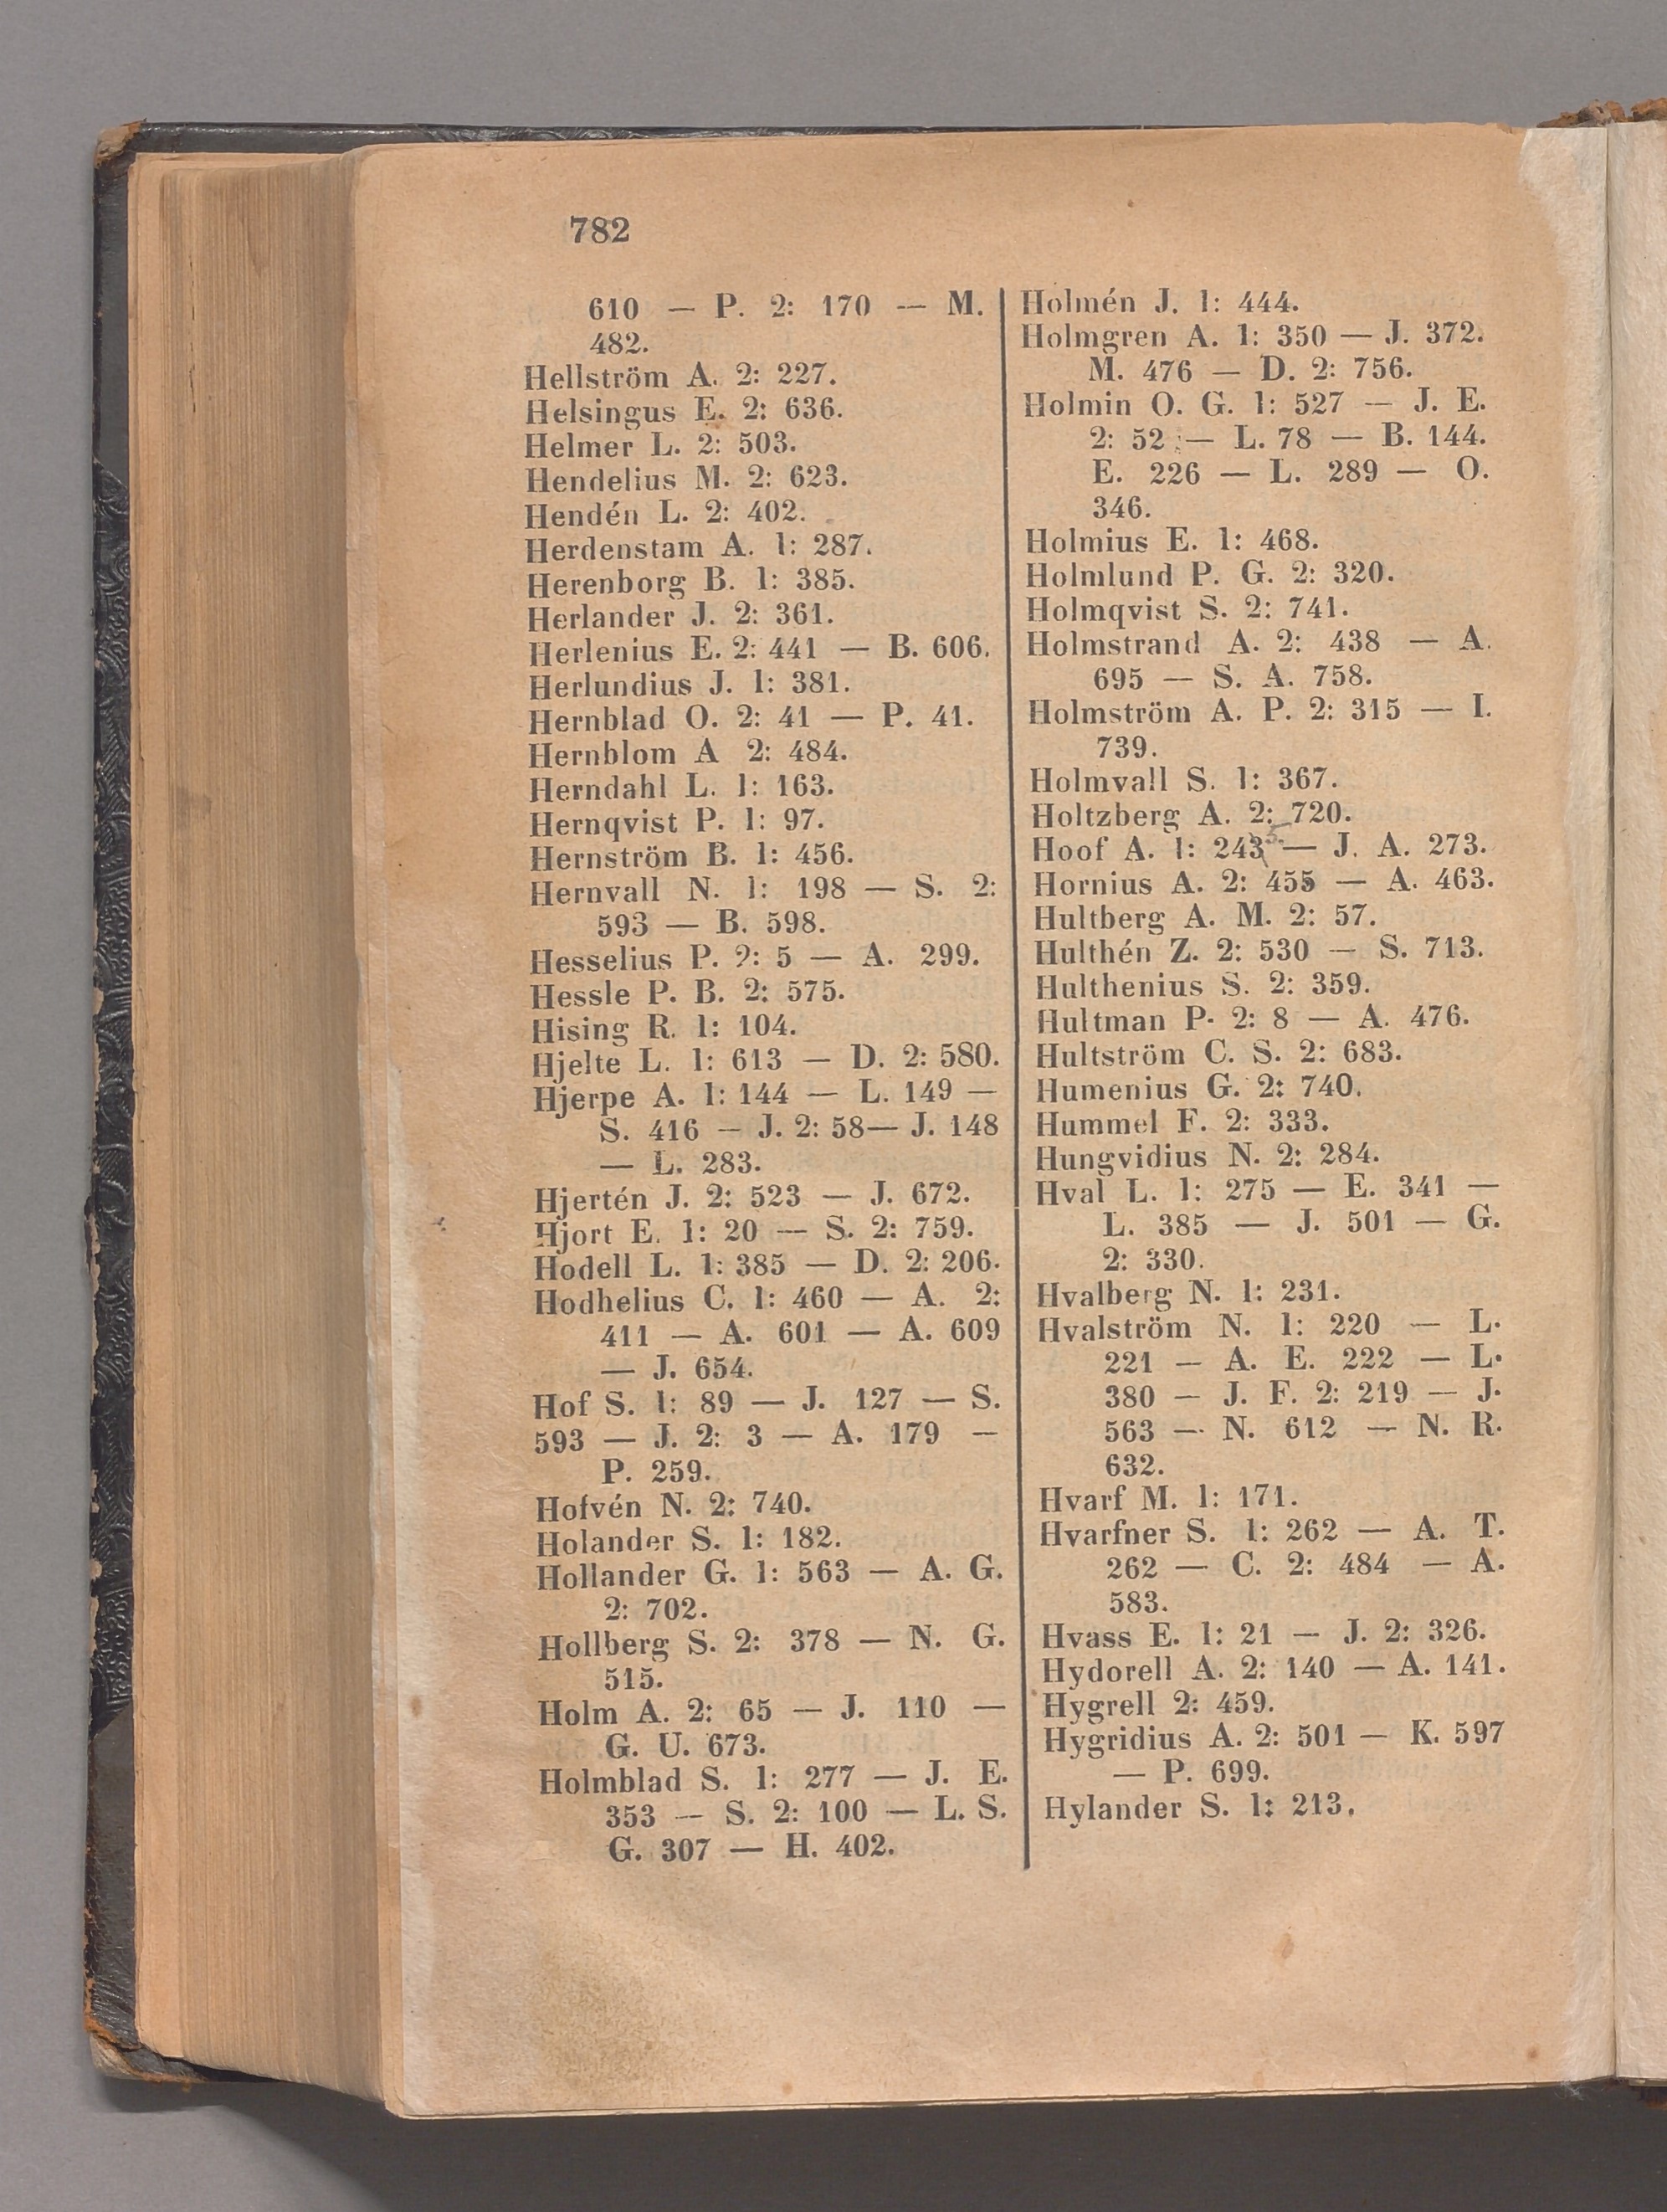 782
610 — P. 2: 170 — M.
482.
Hellström A. 2: 227.
Helsingus E. 2: 636.
Helmer L. 2: 503.
Hendelius M. 2: 623.
Hendén L. 2: 402.
Herdenstam A. 1: 287.
Herenborg B. 1: 385.
Herlander J. 2: 361.
Herlenius E. 2: 441 — B. 606.
Herlundius J. 1: 381.
Hernblad O. 2: 41 — P. 41.
Hernblom A 2: 484.
Herndahl L. 1: 163.
Hernqvist P. 1: 97.
Hernström B. 1: 456.
Hernvall N. 1: 198 — S. 2:
593 — B. 598.
Hesselius P. 2: 5 — A. 299.
Hessle P. B. 2: 575.
Hising R. 1: 104.
Hjelte L. 1: 613 — D. 2: 580.
Hjerpe A. 1: 144 — L. 149 —
S. 416 — J. 2: 58— J. 148
— L. 283.
Hjertén J. 2: 523 — J. 672.
Hjort E. 1: 20 — S. 2: 759.
Hodell L. 1: 385 — D. 2: 206.
Hodhelius C. 1: 460 — A. 2:
411 — A. 601 — A. 609
— J. 654.
Hof S. 1: 89 — J. 127 — S.
593 — J. 2: 3 — A. 179 —
P. 259.
Hofvén N. 2: 740.
Holander S. 1: 182.
Hollander G. 1: 563 — A. G.
2: 702.
Hollberg S. 2: 378 — N. G.
515.
Holm A. 2: 65 — J. 110 —
G. U. 673.
Holmblad S. 1: 277 — J. E.
353 — S. 2: 100 — L. S.
G. 307 — H. 402.
Holmén J. 1: 444.
Holmgren A. 1: 350 — J. 372.
M. 476 — D. 2: 756.
Holmin O. G. 1: 527 — J. E.
2: 52 — L. 78 — B. 144.
E. 226 — L. 289 — O.
346.
Holmius E. 1: 468.
Holmlund P. G. 2: 320.
Holmqvist S. 2: 741.
Holmstrand A. 2: 438 — A.
695 — S. A. 758.
Holmström A. P. 2: 315 — I.
739.
Holmvall S. 1: 367.
Holtzberg A. 2: 720.
Hoof A. 1: 243 — J. A. 273.
Hornius A. 2: 455 — A. 463.
Hultberg A. M. 2: 57.
Hulthén Z. 2: 530 — S. 713.
Hulthenius S. 2: 359.
Hultman P. 2: 8 — A. 476.
Hultström C. S. 2: 683.
Humenius G. 2: 740.
Hummel F. 2: 333.
Hungvidius N. 2: 284.
Hval L. 1: 275 — E. 341 —
L. 385 — J. 501 — G.
2: 330.
Hvalberg N. 1: 231.
Hvalström N. 1: 220 — L.
221 — A. E. 222 — L.
380 — J. F. 2: 219 — J.
563 — N. 612 — N. R.
632.
Hvarf M. 1: 171.
Hvarfner S. 1: 262 — A. T.
262 — C. 2: 484 — A.
583.
Hvass E. 1: 21 — J. 2: 326.
Hydorell A. 2: 140 — A. 141.
Hygrell 2: 459.
Hygridius A. 2: 501 — K. 597
— P. 699.
Hylander S. 1: 213.